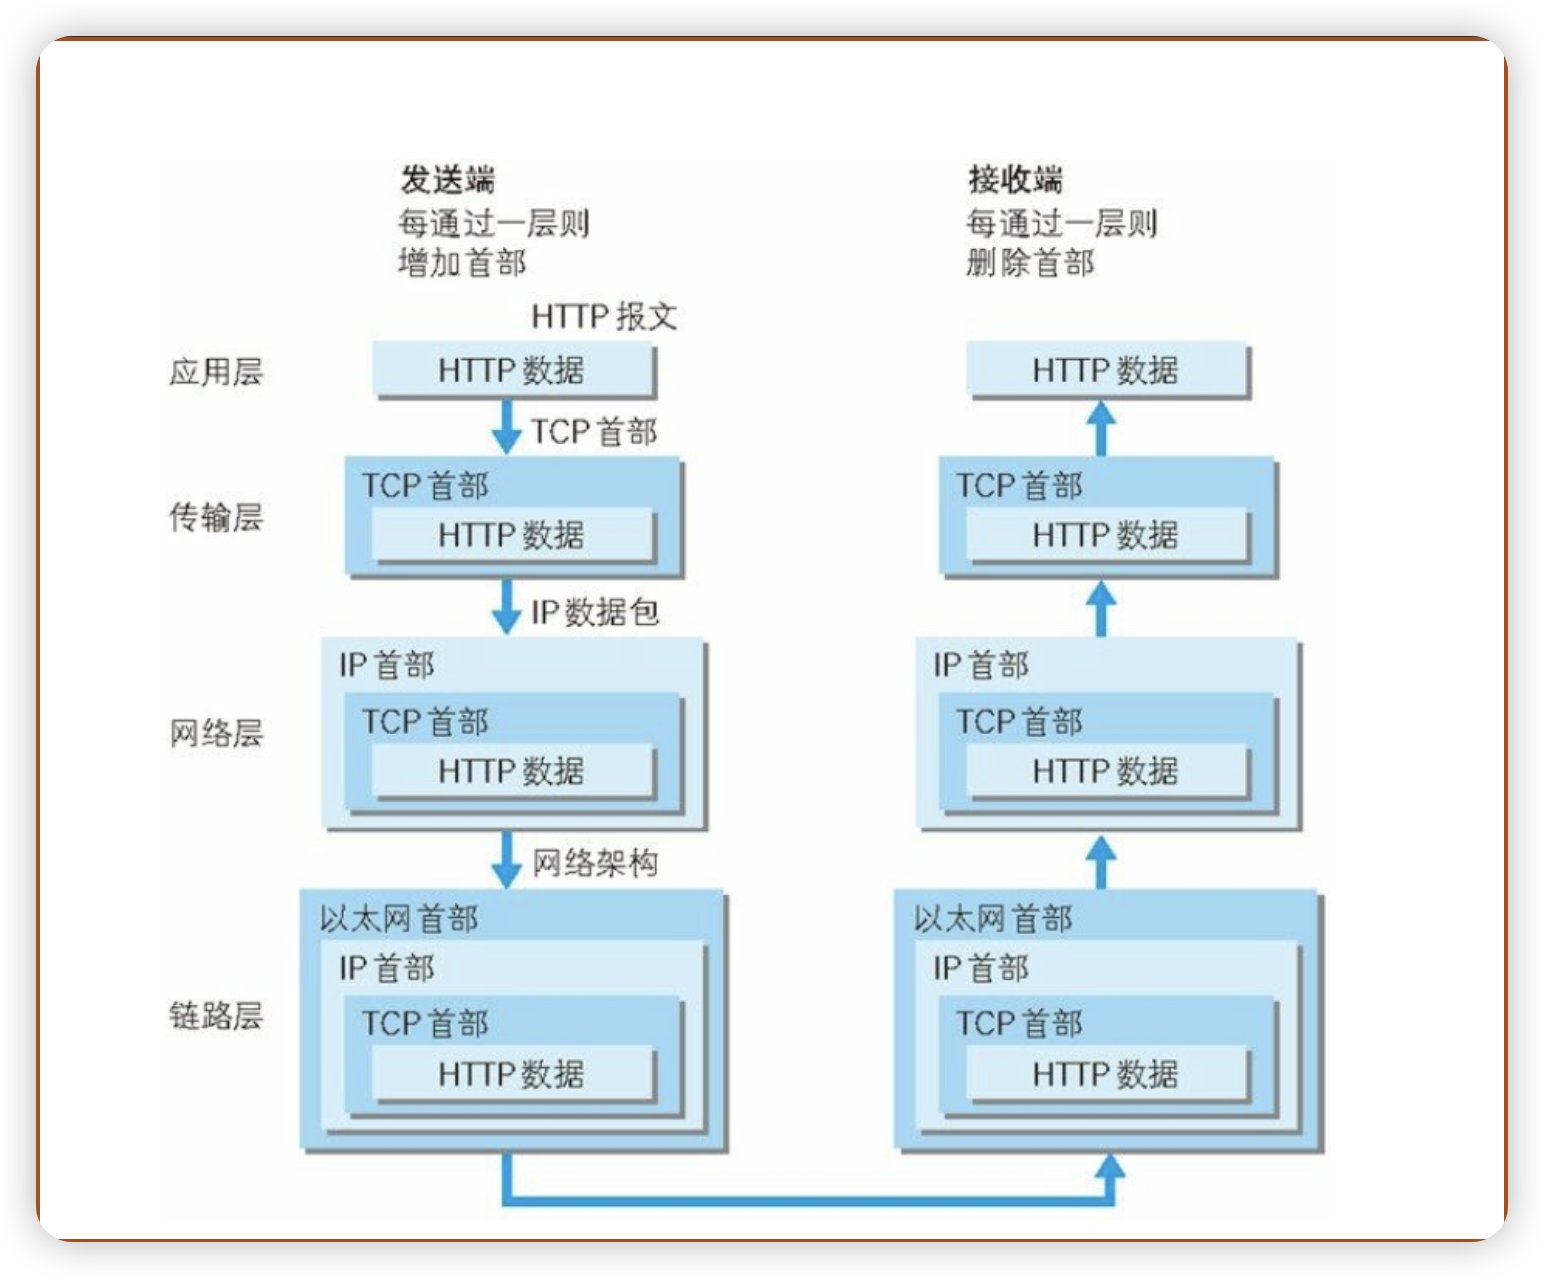 发送端
每通过一层则
增加首部
接收端
每通过一层则
删除首部
HTTP 报文
应用层
HTTP 数据
HTTP 数据
TCP 首部
传输层
TCP 首部
HTTP 数据
TCP 首部
HTTP 数据
IP 数据包
网络层
IP 首部
TCP 首部
HTTP 数据
IP 首部
TCP 首部
HTTP 数据
网络架构
链路层
以太网首部
IP 首部
TCP 首部
HTTP 数据
以太网首部
IP 首部
TCP 首部
HTTP 数据